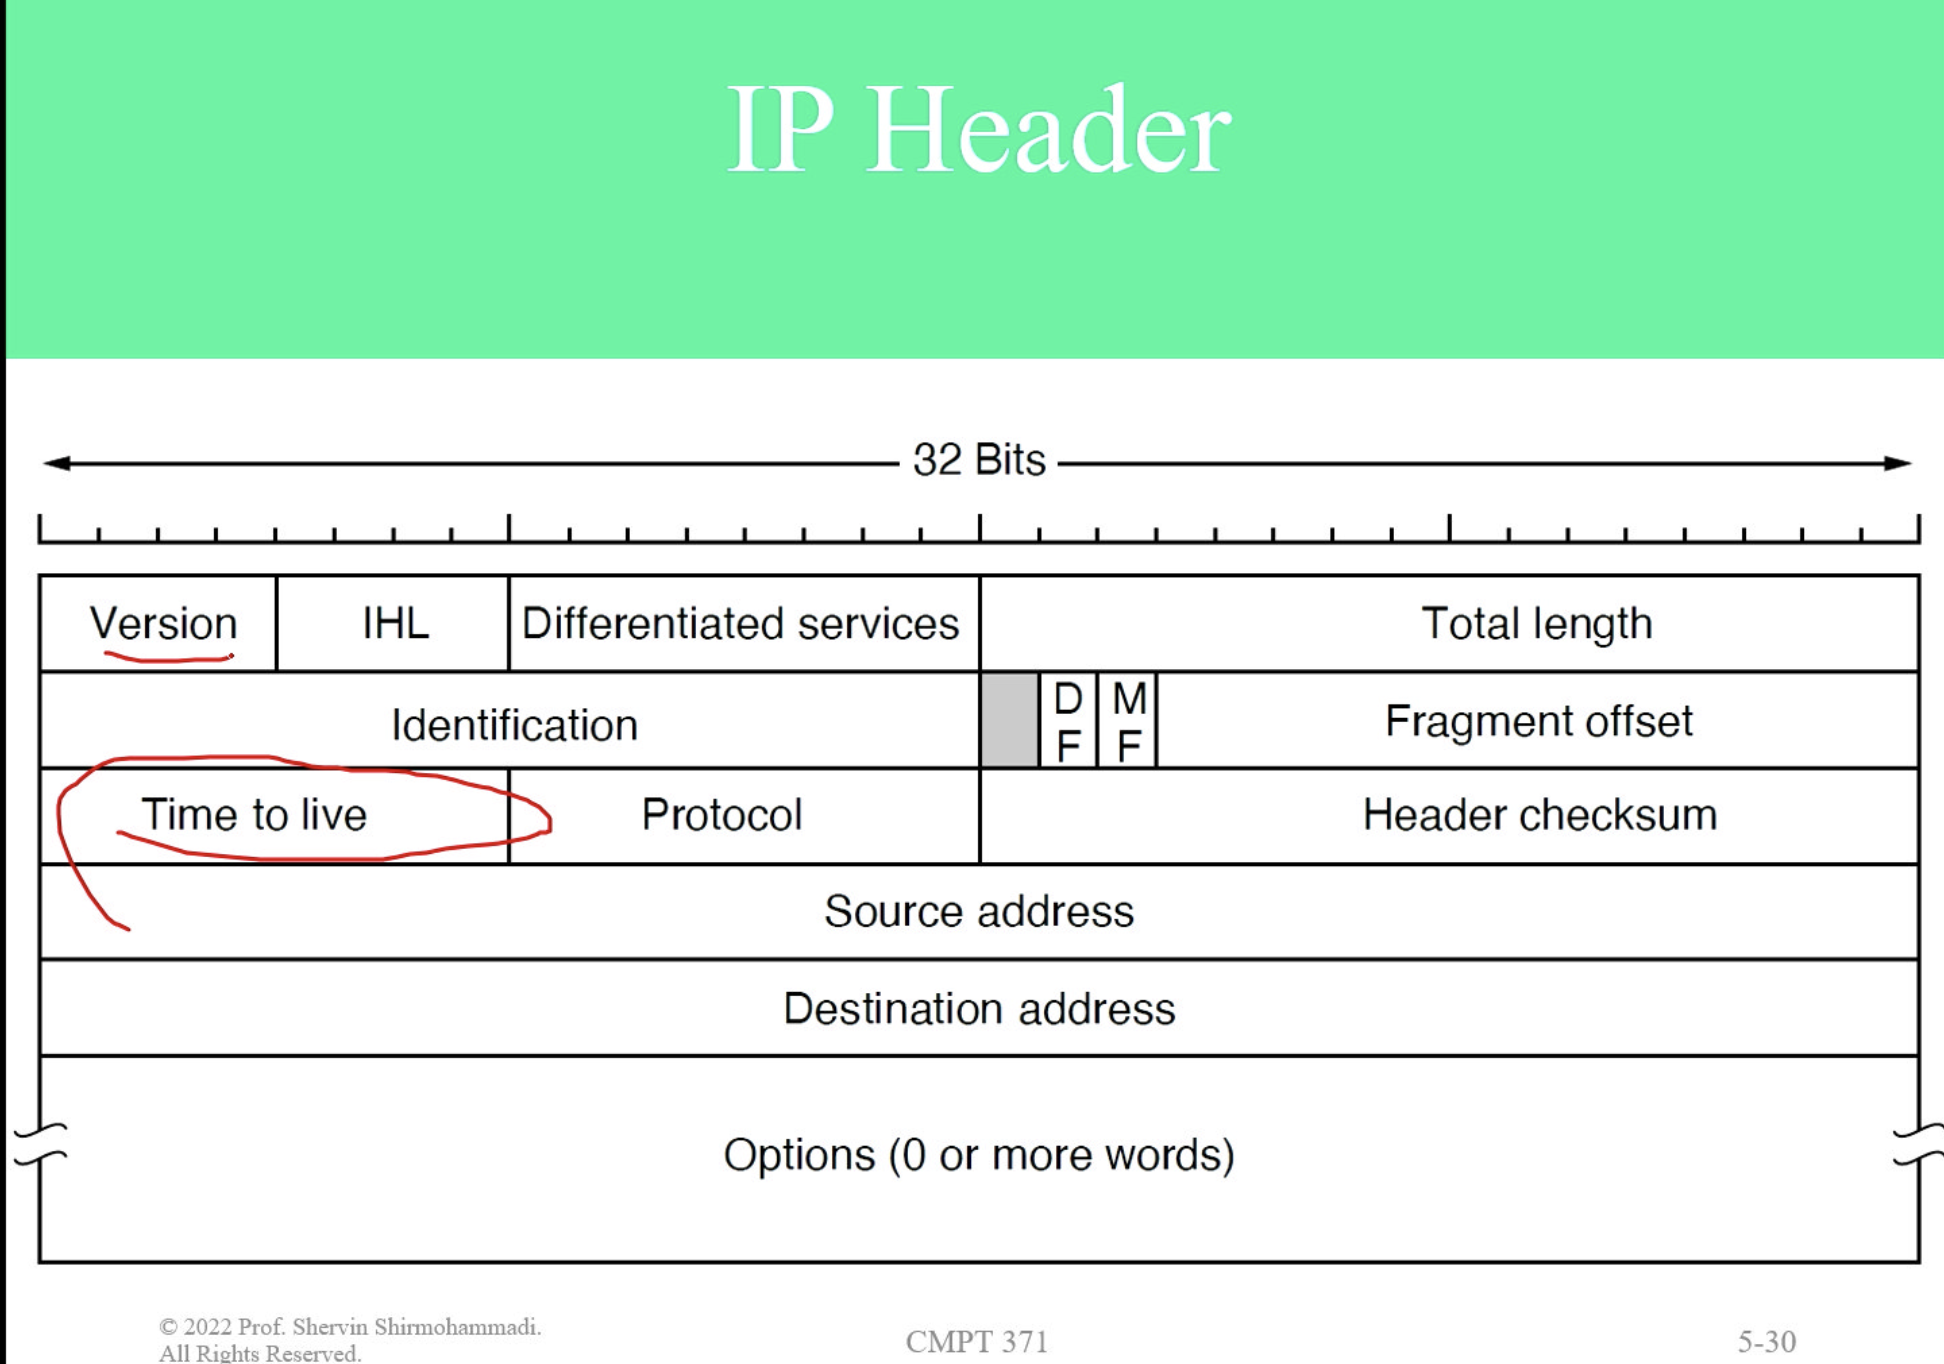 IP Header
32 Bits
Version IHL Differentiated services Total length
Identification D F M F Fragment offset
Time to live Protocol Header checksum
Source address
Destination address
Options (0 or more words)
© 2022 Prof. Shervin Shirmohammadi.
All Rights Reserved.
CMPT 371
5-30